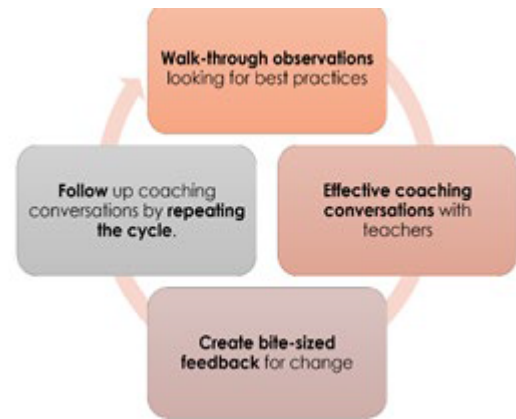 Walk-through observations
looking for best practices
Effective coaching
conversations with
teachers
Create bite-sized
feedback for change
Follow up coaching
conversations by repeating
the cycle.